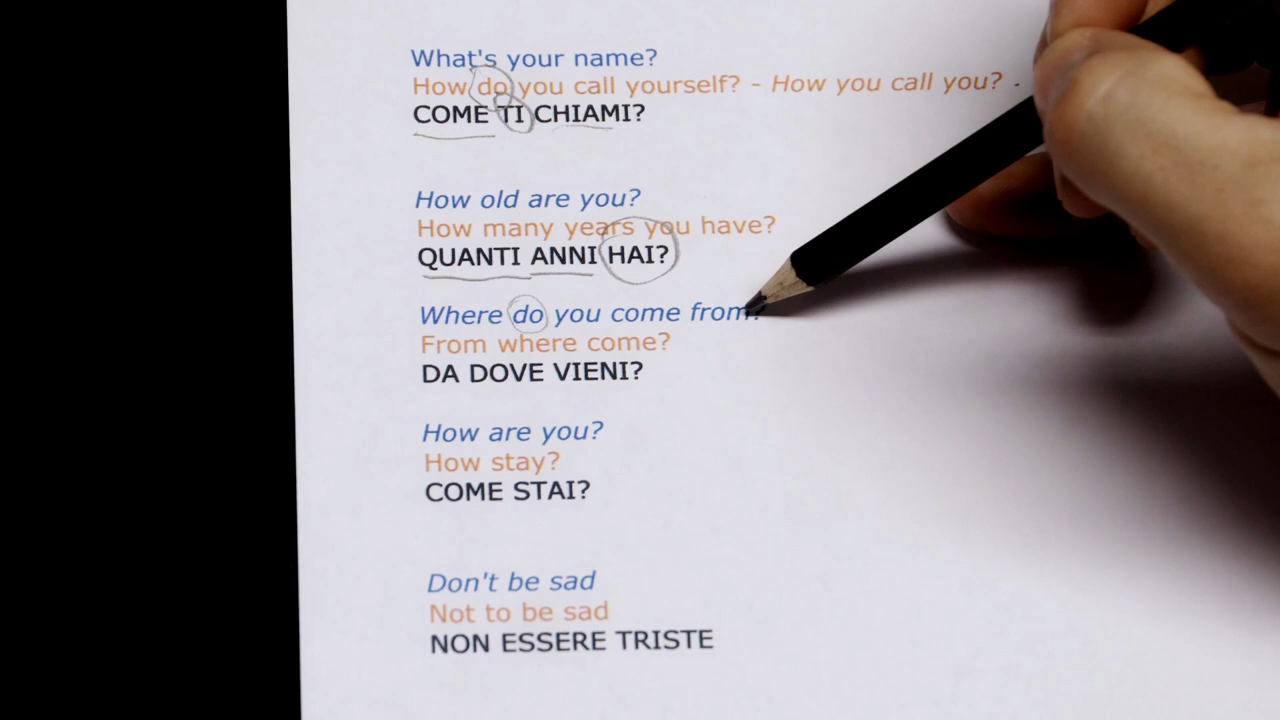 What's your name?
How do you call yourself? - How you call you? -
COME TI CHIAMI?
How old are you?
How many years you have?
QUANTI ANNI HAI?
Where do you come from?
From where come?
DA DOVE VIENI?
How are you?
How stay?
COME STAI?
Don't be sad
Not to be sad
NON ESSERE TRISTE